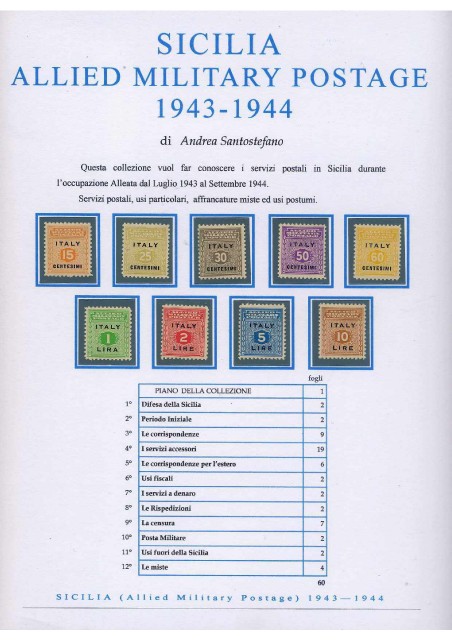 SICILIA
ALLIED MILITARY POSTAGE
1943-1944
di Andrea Santostefano
Questa collezione vuol far conoscere i servizi postali in Sicilia durante
l'occupazione Alleata dal Luglio 1943 al Settembre 1944.
Servizi postali, usi particolari, affrancature miste ed usi postumi.
ITALY 15 CENTESIMI
ITALY 25 CENTESIMI
ITALY 30 CENTESIMI
ITALY 50 CENTESIMI
ITALY 60 CENTESIMI
ITALY 1 LIRA
ITALY 2 LIRE
ITALY 5 LIRE
ITALY 10 LIRE
fogli
PIANO DELLA COLLEZIONE 1
1° Difesa della Sicilia 2
2° Periodo Iniziale 2
3° Le corrispondenze 9
4° I servizi accessori 19
5° Le corrispondenze per l'estero 6
6° Usi fiscali 2
7° I servizi a denaro 2
8° Le Rispedizioni 2
9° La censura 7
10° Posta Militare 2
11° Usi fuori della Sicilia 2
12° Le miste 4
60
SICILIA (Allied Military Postage) 1943—1944